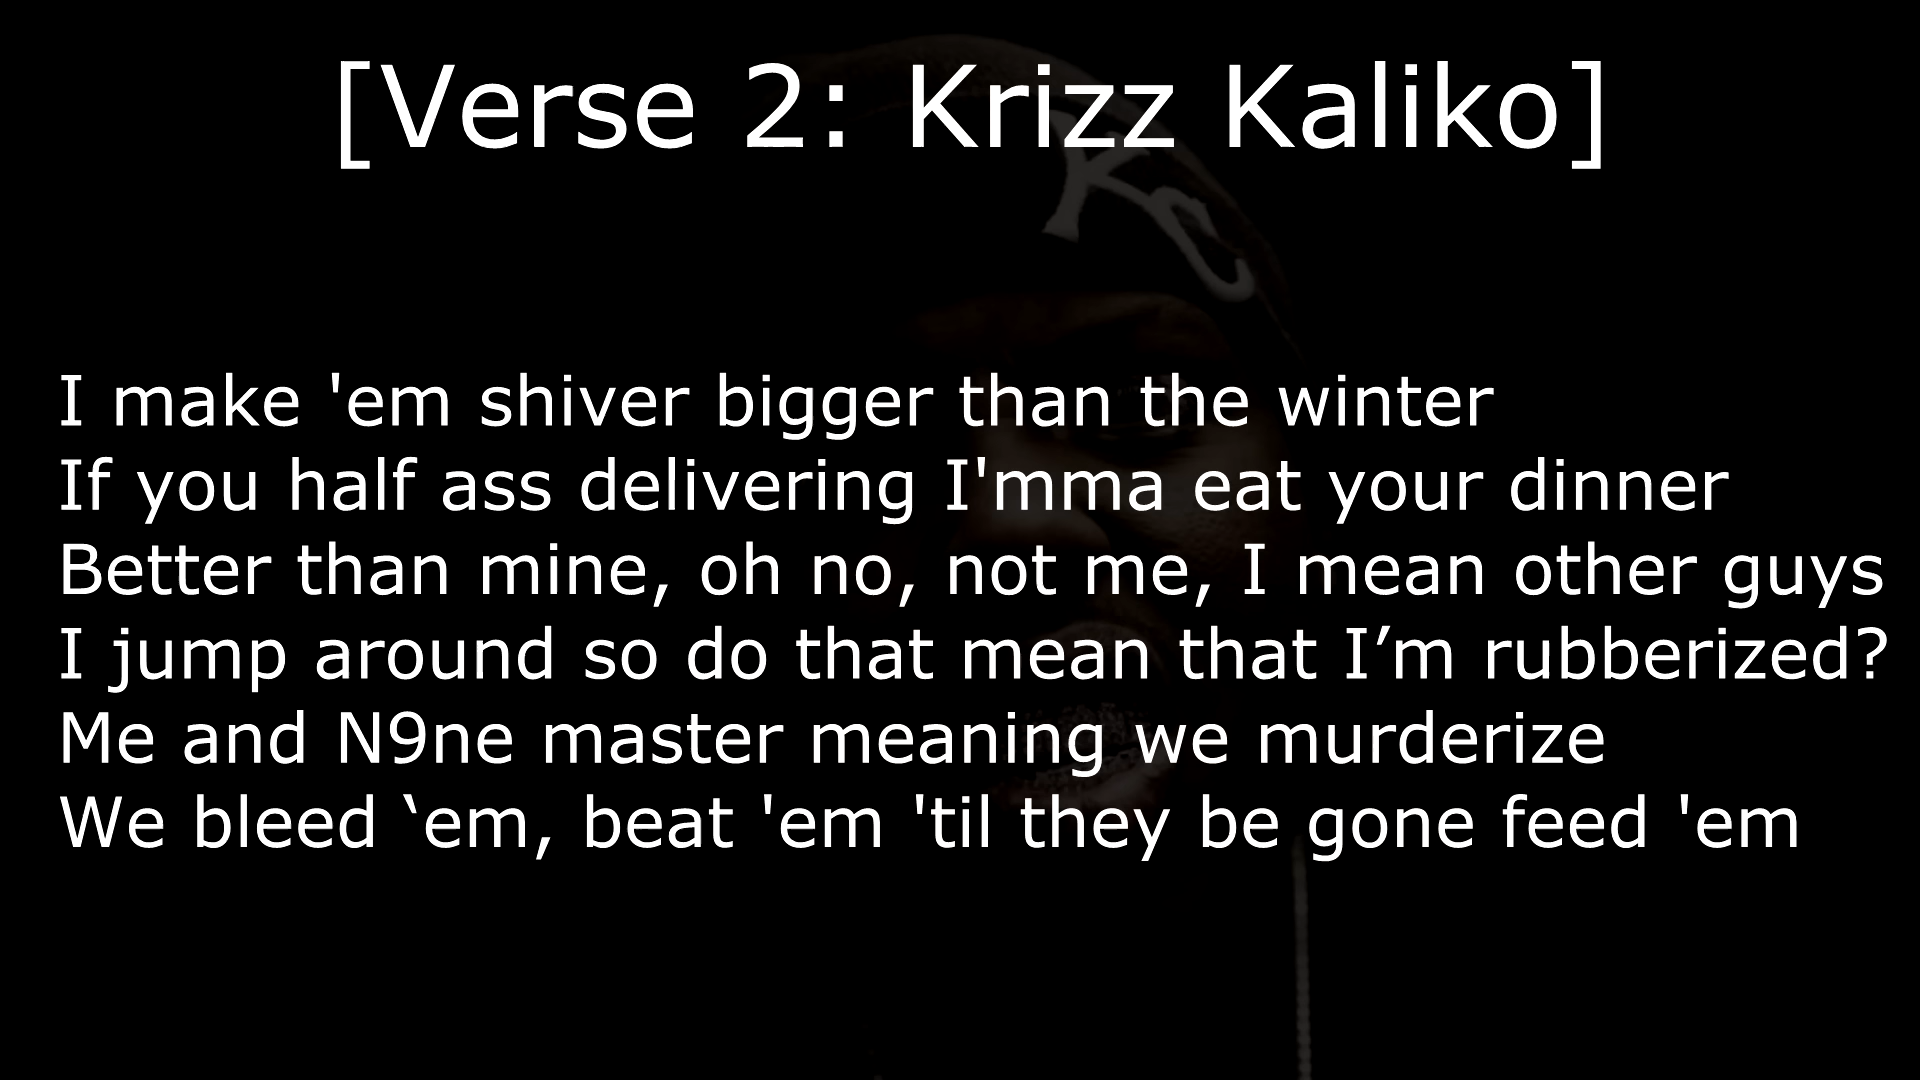 [Verse 2: Krizz Kaliko]
KC
I make 'em shiver bigger than the winter
If you half ass delivering I'mma eat your dinner
Better than mine, oh no, not me, I mean other guys
I jump around so do that mean that I’m rubberized?
Me and N9ne master meaning we murderize
We bleed ‘em, beat 'em 'til they be gone feed 'em